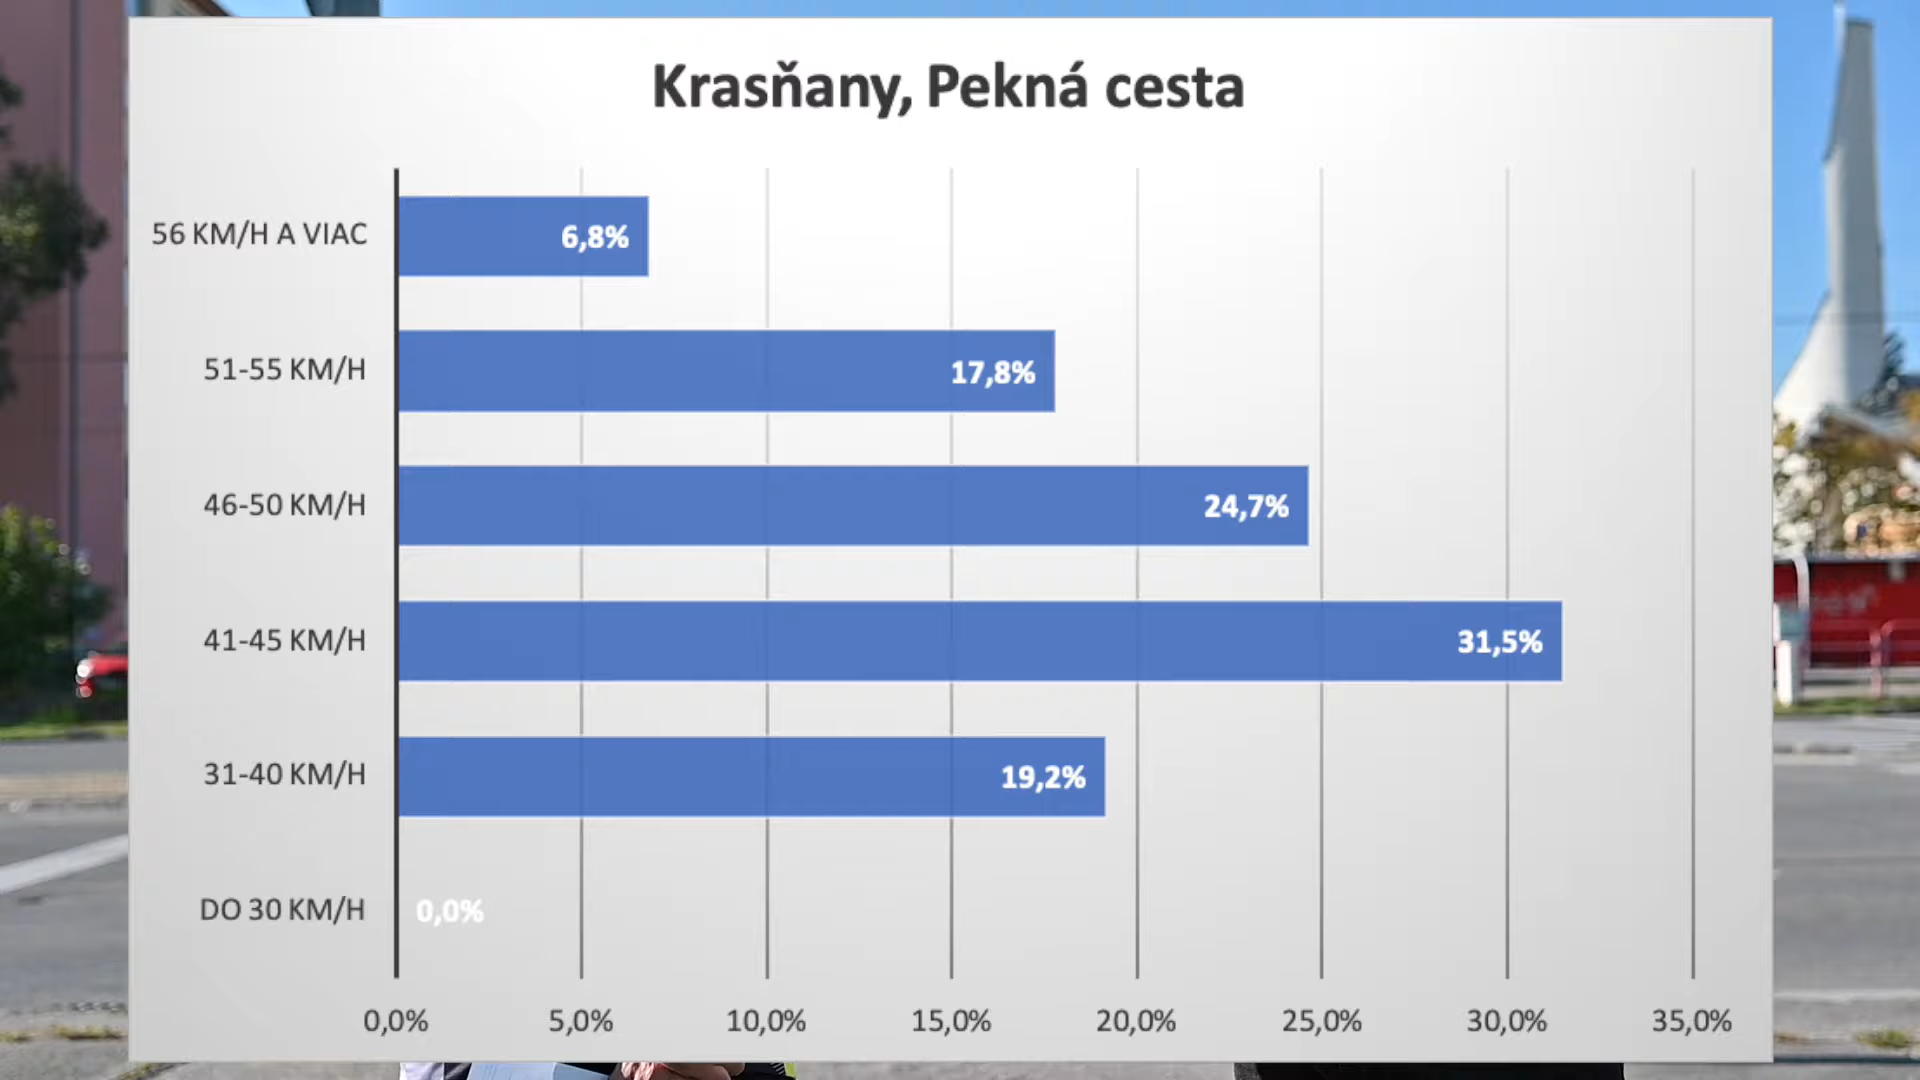 Krasňany, Pekná cesta
56 KM/H A VIAC
6,8%
51-55 KM/H
17,8%
46-50 KM/H
24,7%
41-45 KM/H
31,5%
31-40 KM/H
19,2%
DO 30 KM/H
0,0%
0,0% 5,0% 10,0% 15,0% 20,0% 25,0% 30,0% 35,0%